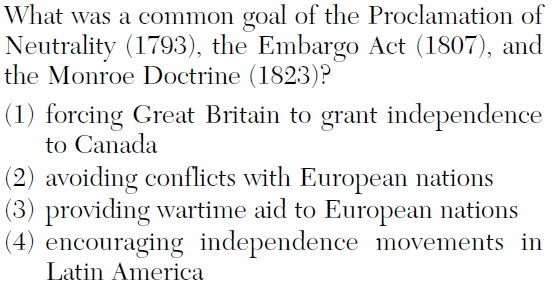 What was a common goal of the Proclamation of
Neutrality (1793), the Embargo Act (1807), and
the Monroe Doctrine (1823)?
(1) forcing Great Britain to grant independence
to Canada
(2) avoiding conflicts with European nations
(3) providing wartime aid to European nations
(4) encouraging independence movements in
Latin America